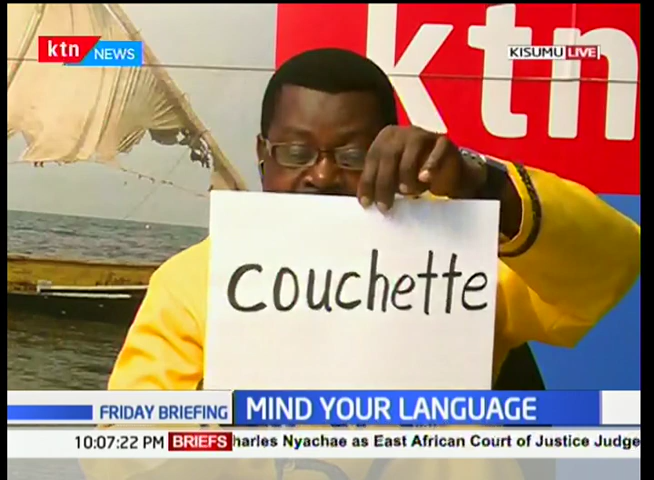 ktn NEWS
ktn
KISUMU LIVE
couchette
FRIDAY BRIEFING MIND YOUR LANGUAGE
10:07:22 PM BRIEFS harles Nyachae as East African Court of Justice Judge